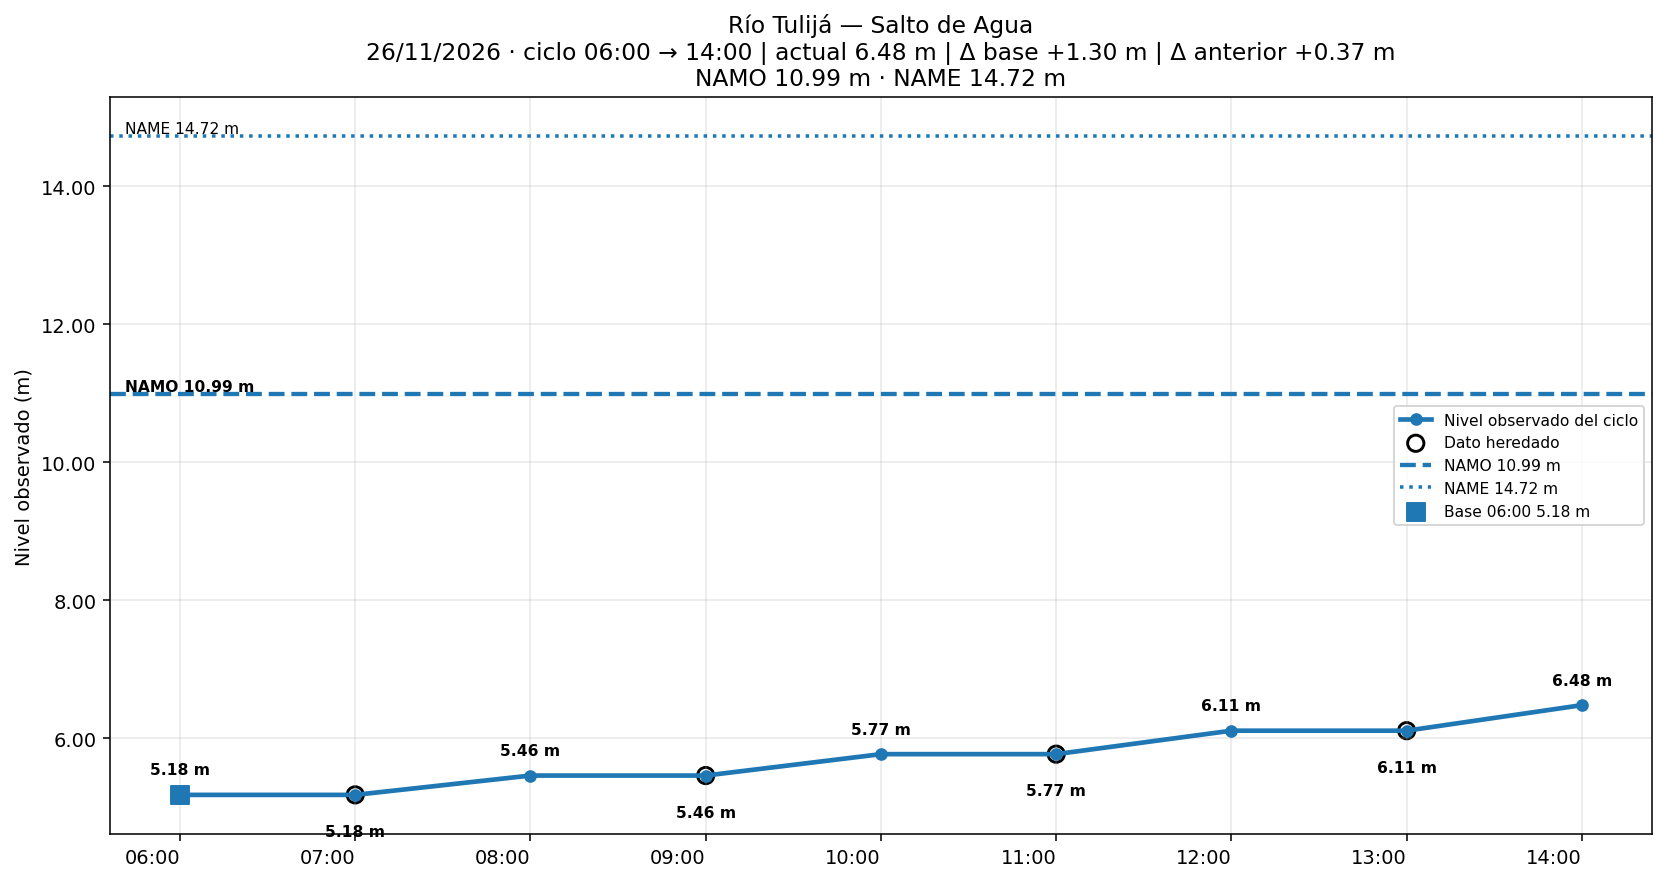 Río Tulijá — Salto de Agua
26/11/2026 · ciclo 06:00 → 14:00 | actual 6.48 m | Δ base +1.30 m | Δ anterior +0.37 m
NAMO 10.99 m · NAME 14.72 m
NAME 14.72 m
14.00
12.00
NAMO 10.99 m
Nivel observado del ciclo
Dato heredado
NAMO 10.99 m
NAME 14.72 m
Base 06:00 5.18 m
10.00
Nivel observado (m)
8.00
6.00
5.18 m
5.18 m
5.46 m
5.46 m
5.77 m
5.77 m
6.11 m
6.11 m
6.48 m
06:00
07:00
08:00
09:00
10:00
11:00
12:00
13:00
14:00